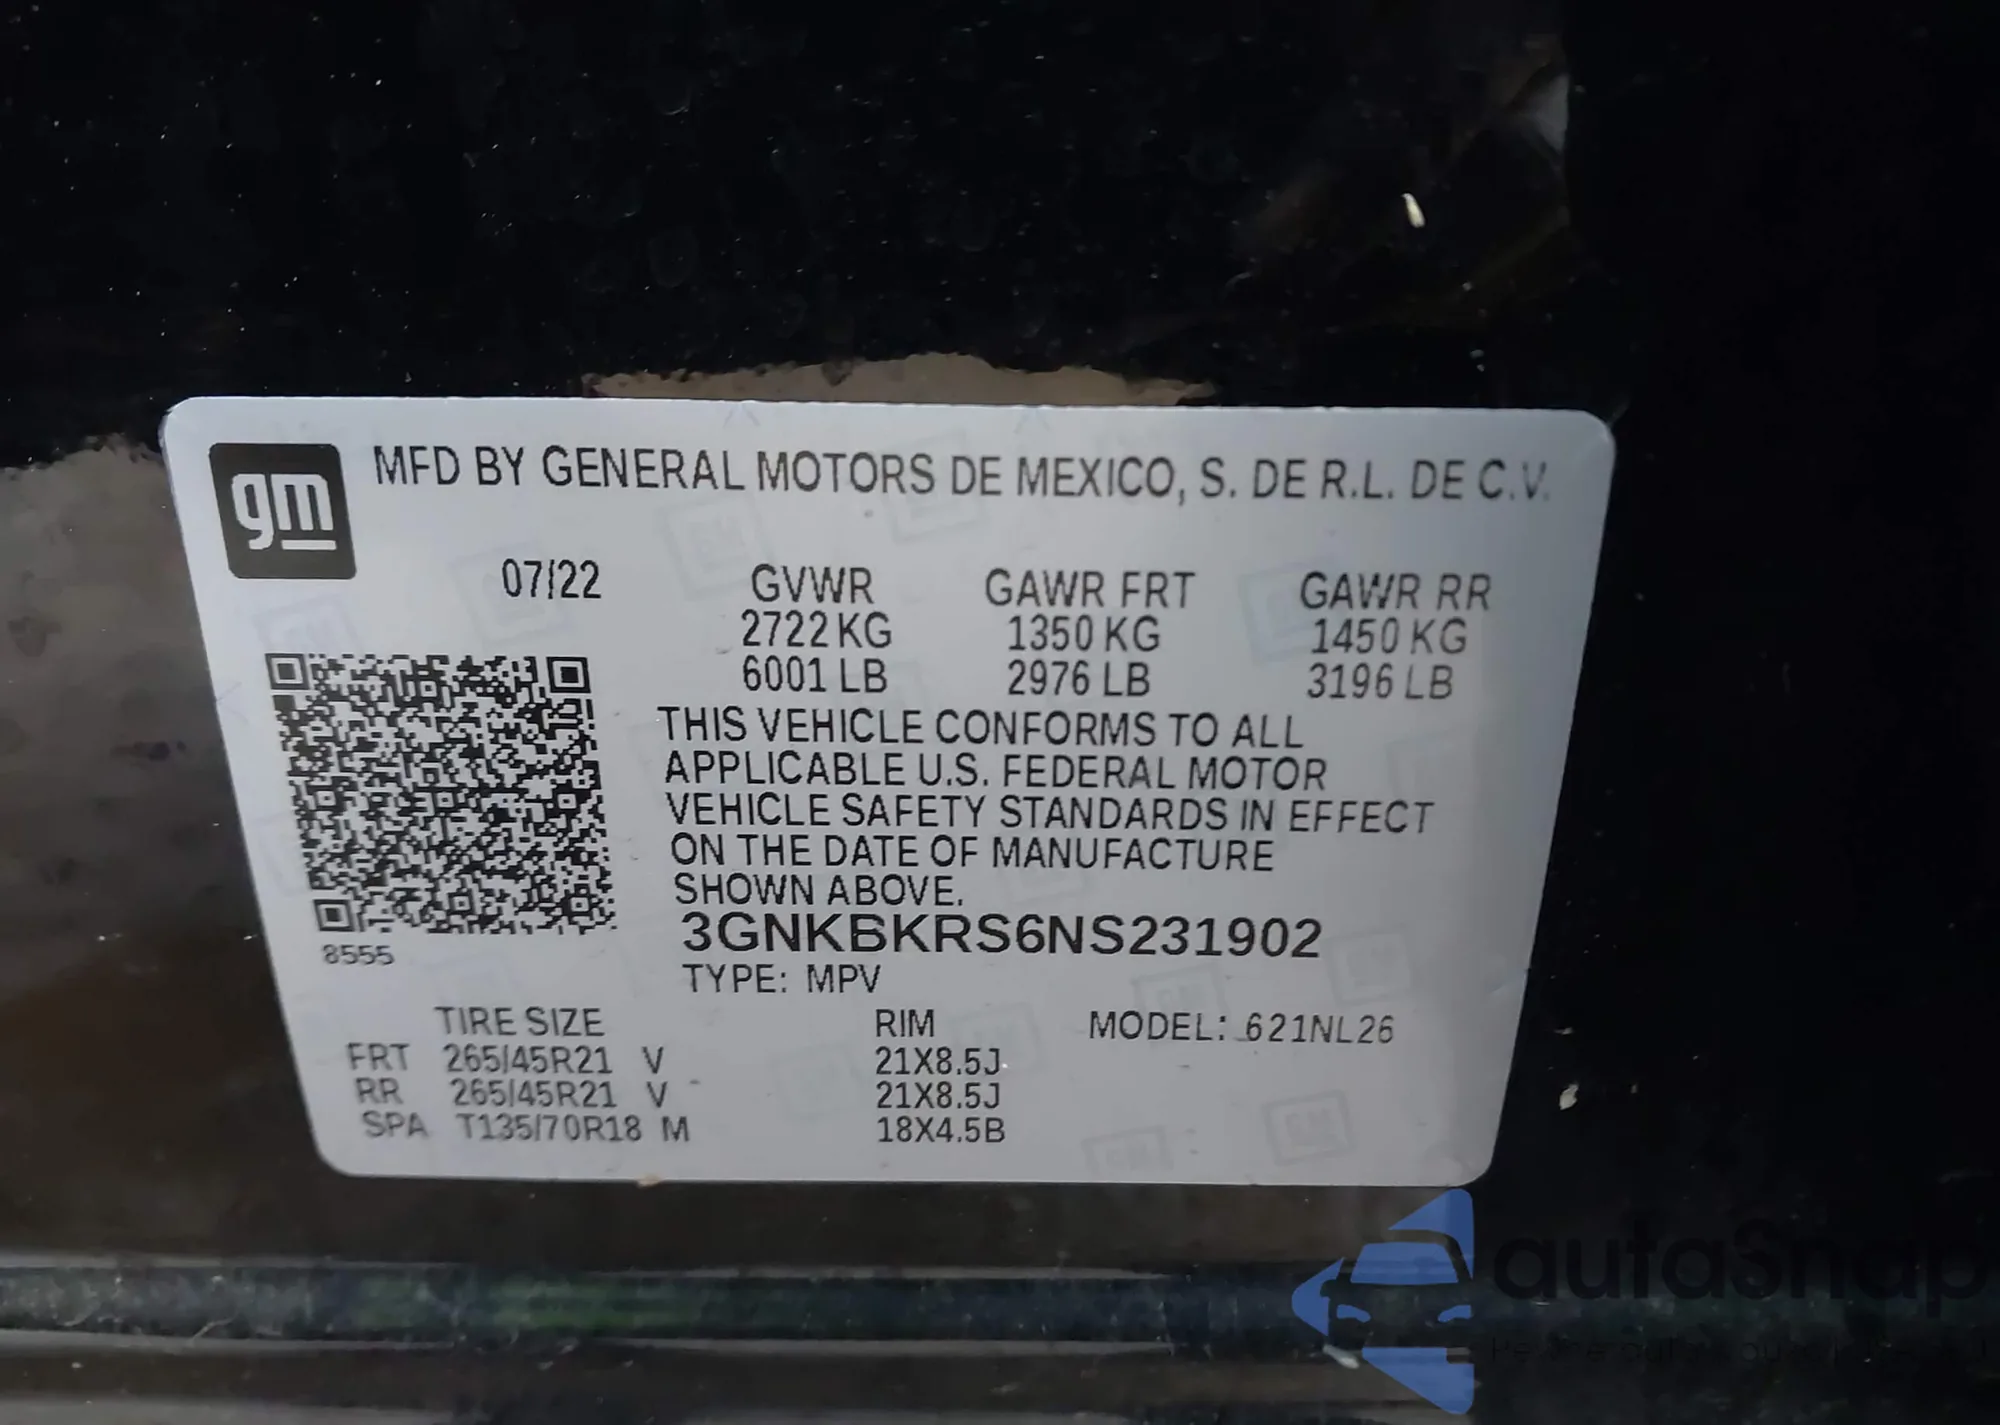 gm
MFD BY GENERAL MOTORS DE MEXICO, S. DE R.L. DE C.V.
07/22 GVWR GAWR FRT GAWR RR
2722 KG 1350 KG 1450 KG
6001 LB 2976 LB 3196 LB
THIS VEHICLE CONFORMS TO ALL
APPLICABLE U.S. FEDERAL MOTOR
VEHICLE SAFETY STANDARDS IN EFFECT
ON THE DATE OF MANUFACTURE
SHOWN ABOVE.
3GNKBKRS6NS231902
8555
TYPE: MPV
TIRE SIZE RIM MODEL: 621NL26
FRT 265/45R21 V 21X8.5J
RR 265/45R21 V 21X8.5J
SPA T135/70R18 M 18X4.5B
autaSnap